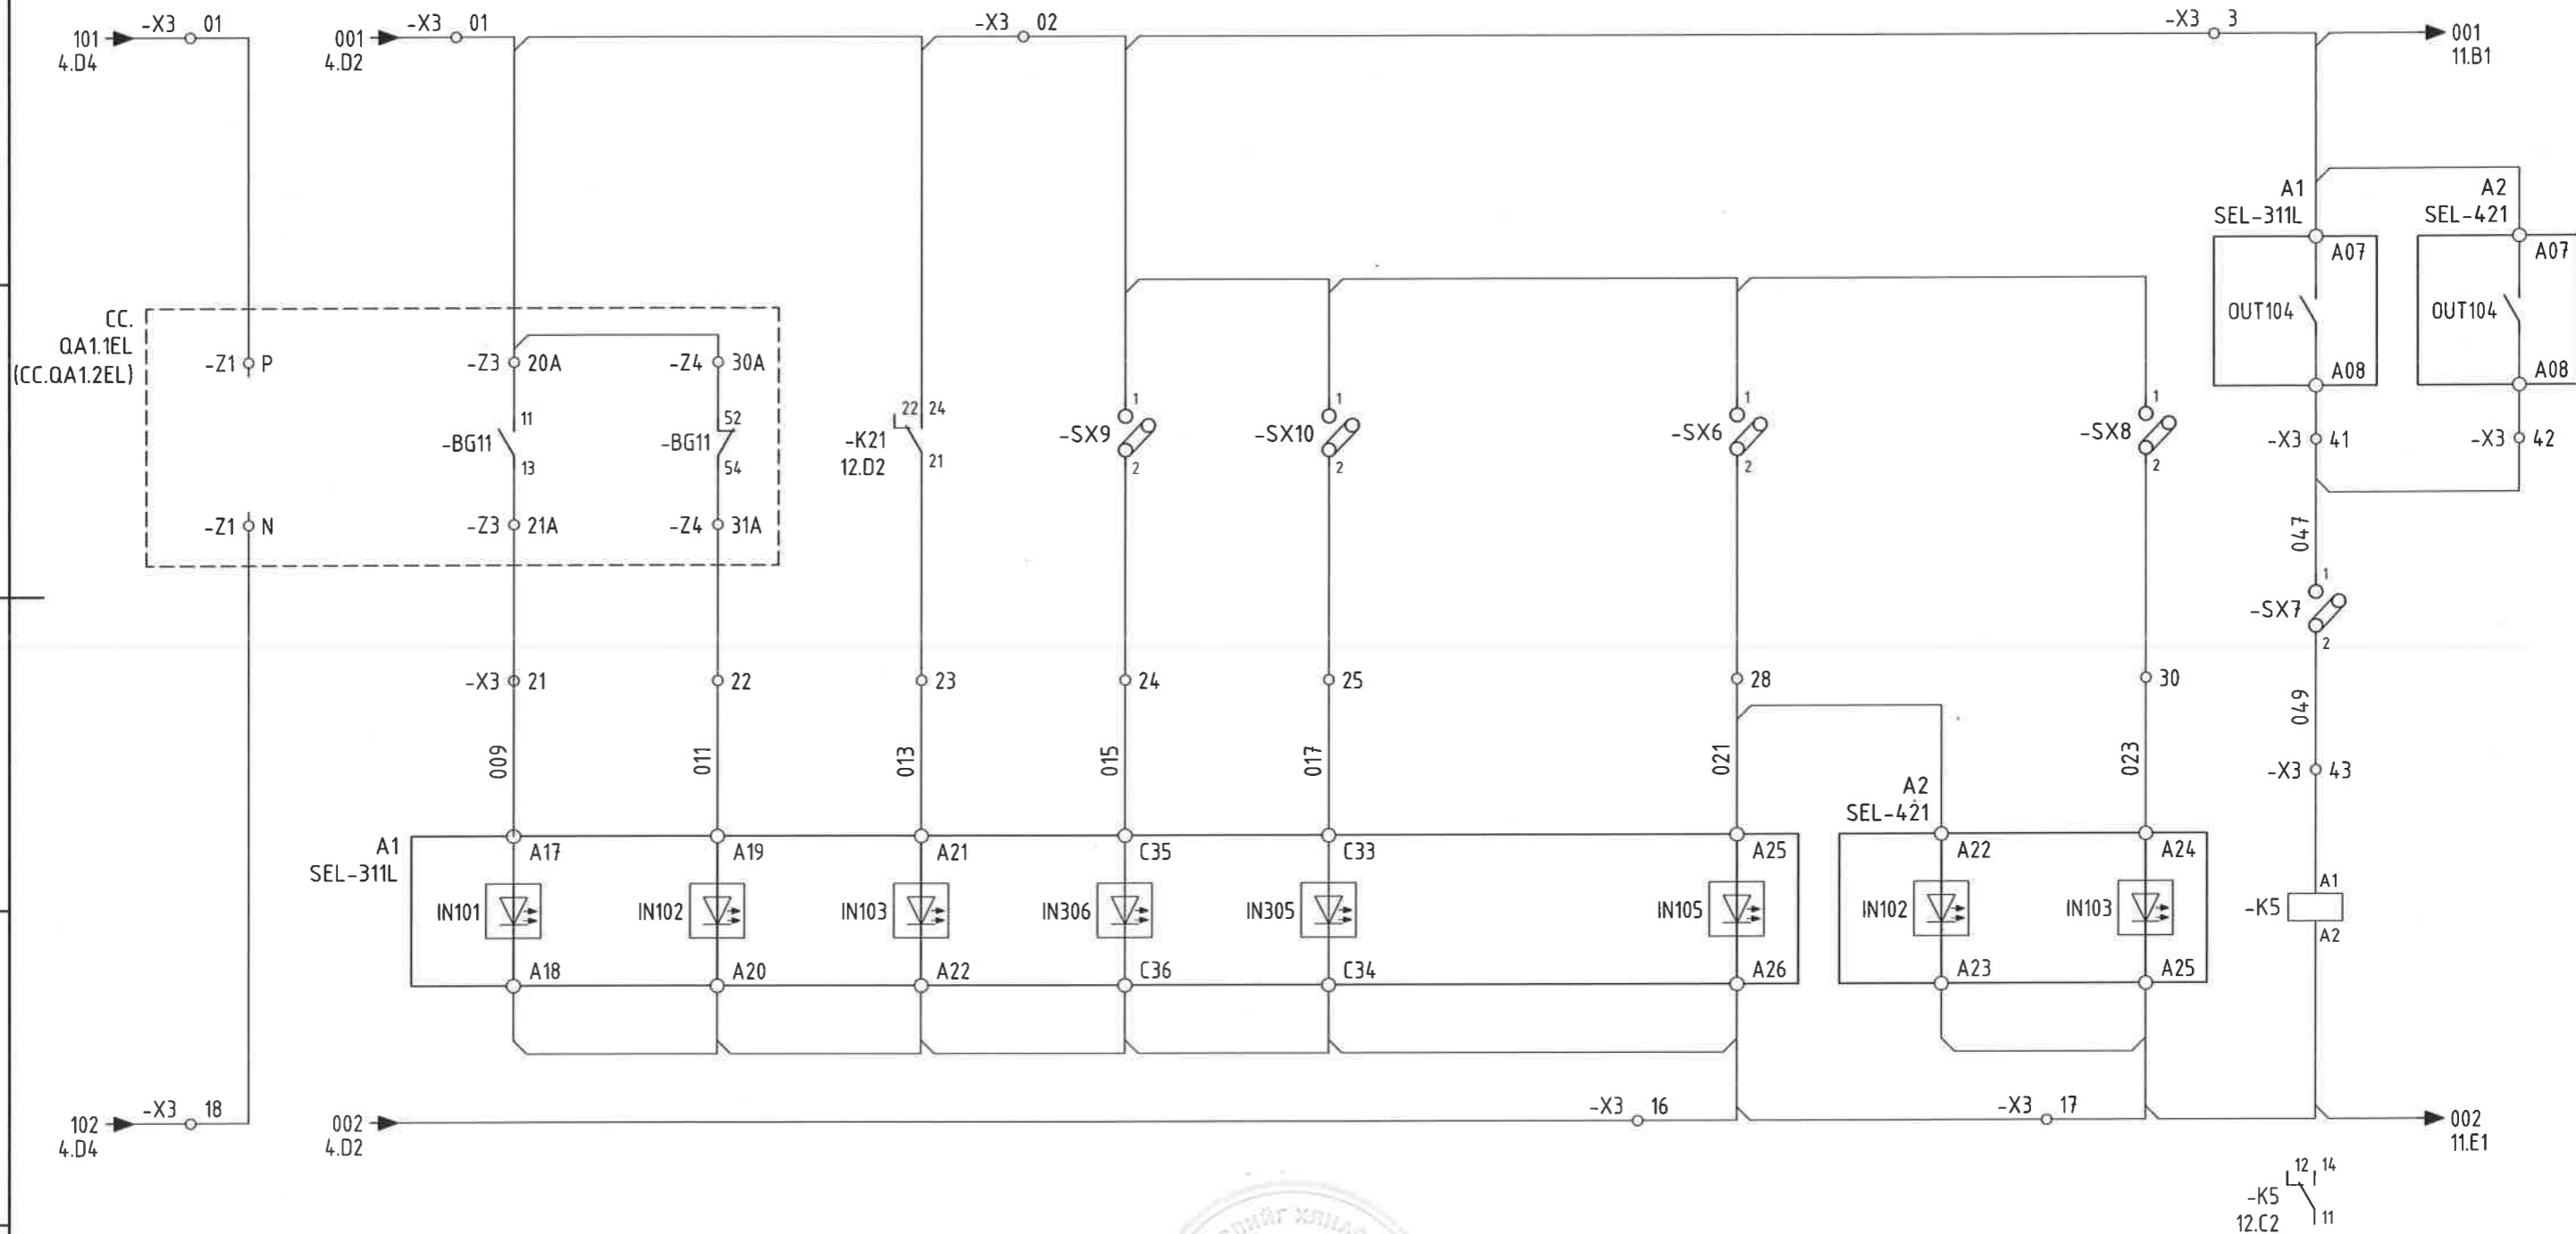 -X3 01
101
4.D4
-X3 01
001
4.D2
-X3 02
-X3 3
001
11.B1
A1
SEL-311L
A07
OUT104
A08
A2
SEL-421
A07
OUT104
A08
CC.
QA1.1EL
(CC.QA1.2EL)
-Z1 P
-Z3 20A
-Z4 30A
11
-BG11
13
52
-BG11
54
-Z1 N
-Z3 21A
-Z4 31A
22 24
-K21
12.D2
21
1
-SX9
2
1
-SX10
2
1
-SX6
2
1
-SX8
2
-X3 41
-X3 42
047
1
-SX7
2
049
-X3 43
-X3 21
22
23
24
25
28
30
009
011
013
015
017
021
023
A1
SEL-311L
A17
A19
A21
C35
C33
A25
A2
SEL-421
A22
A24
IN101
IN102
IN103
IN306
IN305
IN105
IN102
IN103
A1
-K5
A2
A18
A20
A22
C36
C34
A26
A23
A25
-X3 18
102
4.D4
002
4.D2
-X3 16
-X3 17
002
11.E1
12 14
-K5
12.C2
11